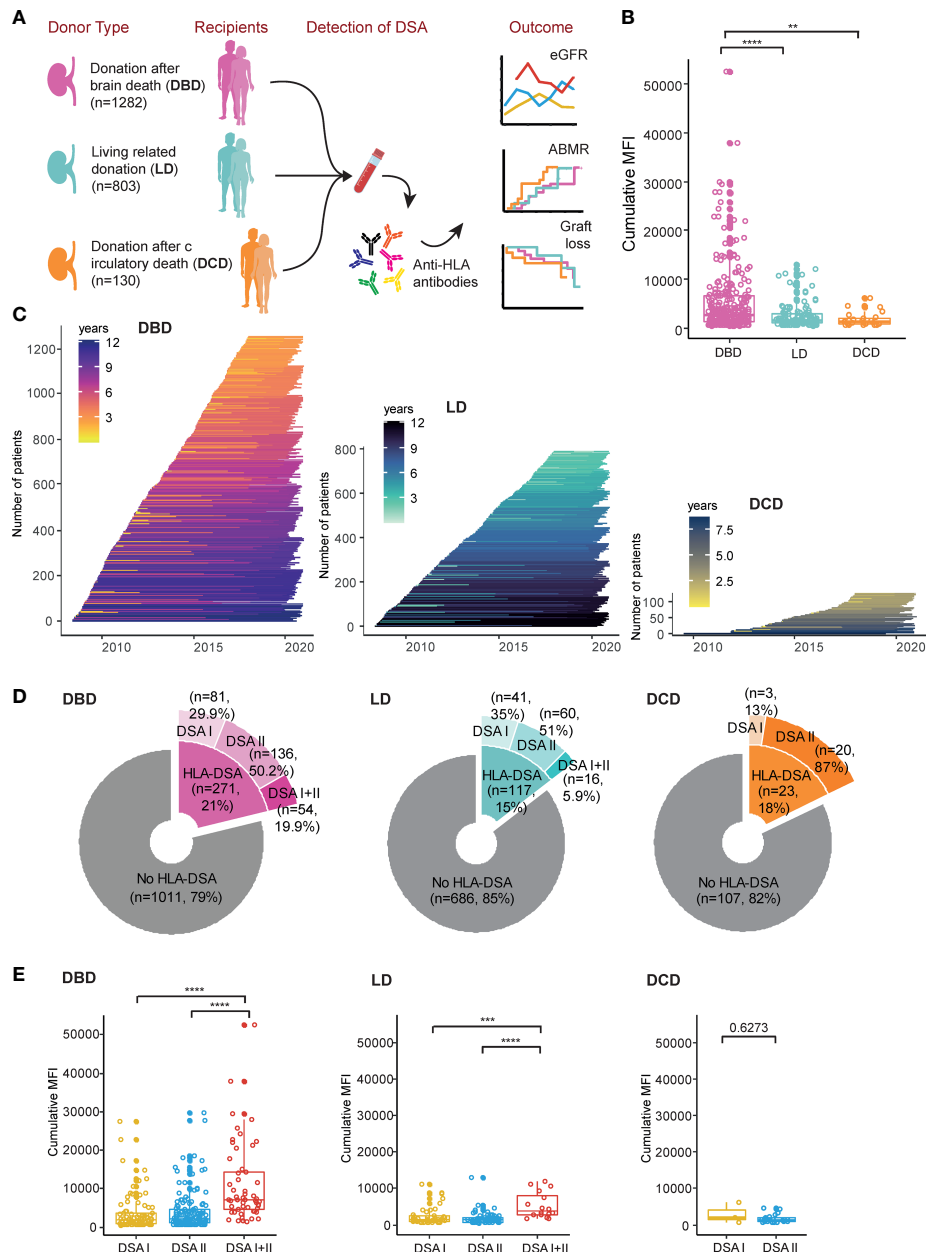 A
Donor Type
Recipients
Detection of DSA
Outcome
Donation after
brain death (DBD)
(n=1282)
Living related
donation (LD)
(n=803)
Donation after c
irculatory death (DCD)
(n=130)
Anti-HLA
antibodies
eGFR
ABMR
Graft
loss
B
**
****
Cumulative MFI
50000
40000
30000
20000
10000
0
DBD
LD
DCD
C
years
DBD
12
9
6
3
Number of patients
1200
1000
800
600
400
200
0
2010
2015
2020
years
LD
12
9
6
3
Number of patients
800
600
400
200
0
2010
2015
2020
years
DCD
7.5
5.0
2.5
Number of patients
100
50
0
2010
2015
2020
D
DBD
(n=81,
29.9%)
DSA I
DSA II
(n=136,
50.2%)
HLA-DSA
(n=271,
21%)
DSA I+II
(n=54,
19.9%)
No HLA-DSA
(n=1011, 79%)
LD
(n=41,
35%)
(n=60,
51%)
DSA I
DSA II
DSA I+II
(n=16,
5.9%)
HLA-DSA
(n=117,
15%)
No HLA-DSA
(n=686, 85%)
DCD
(n=3,
13%)
DSA I
DSA II
(n=20,
87%)
HLA-DSA
(n=23,
18%)
No HLA-DSA
(n=107, 82%)
E
DBD
****
****
Cumulative MFI
50000
40000
30000
20000
10000
0
DSA I
DSA II
DSA I+II
LD
***
****
Cumulative MFI
50000
40000
30000
20000
10000
0
DSA I
DSA II
DSA I+II
DCD
0.6273
Cumulative MFI
50000
40000
30000
20000
10000
0
DSA I
DSA II